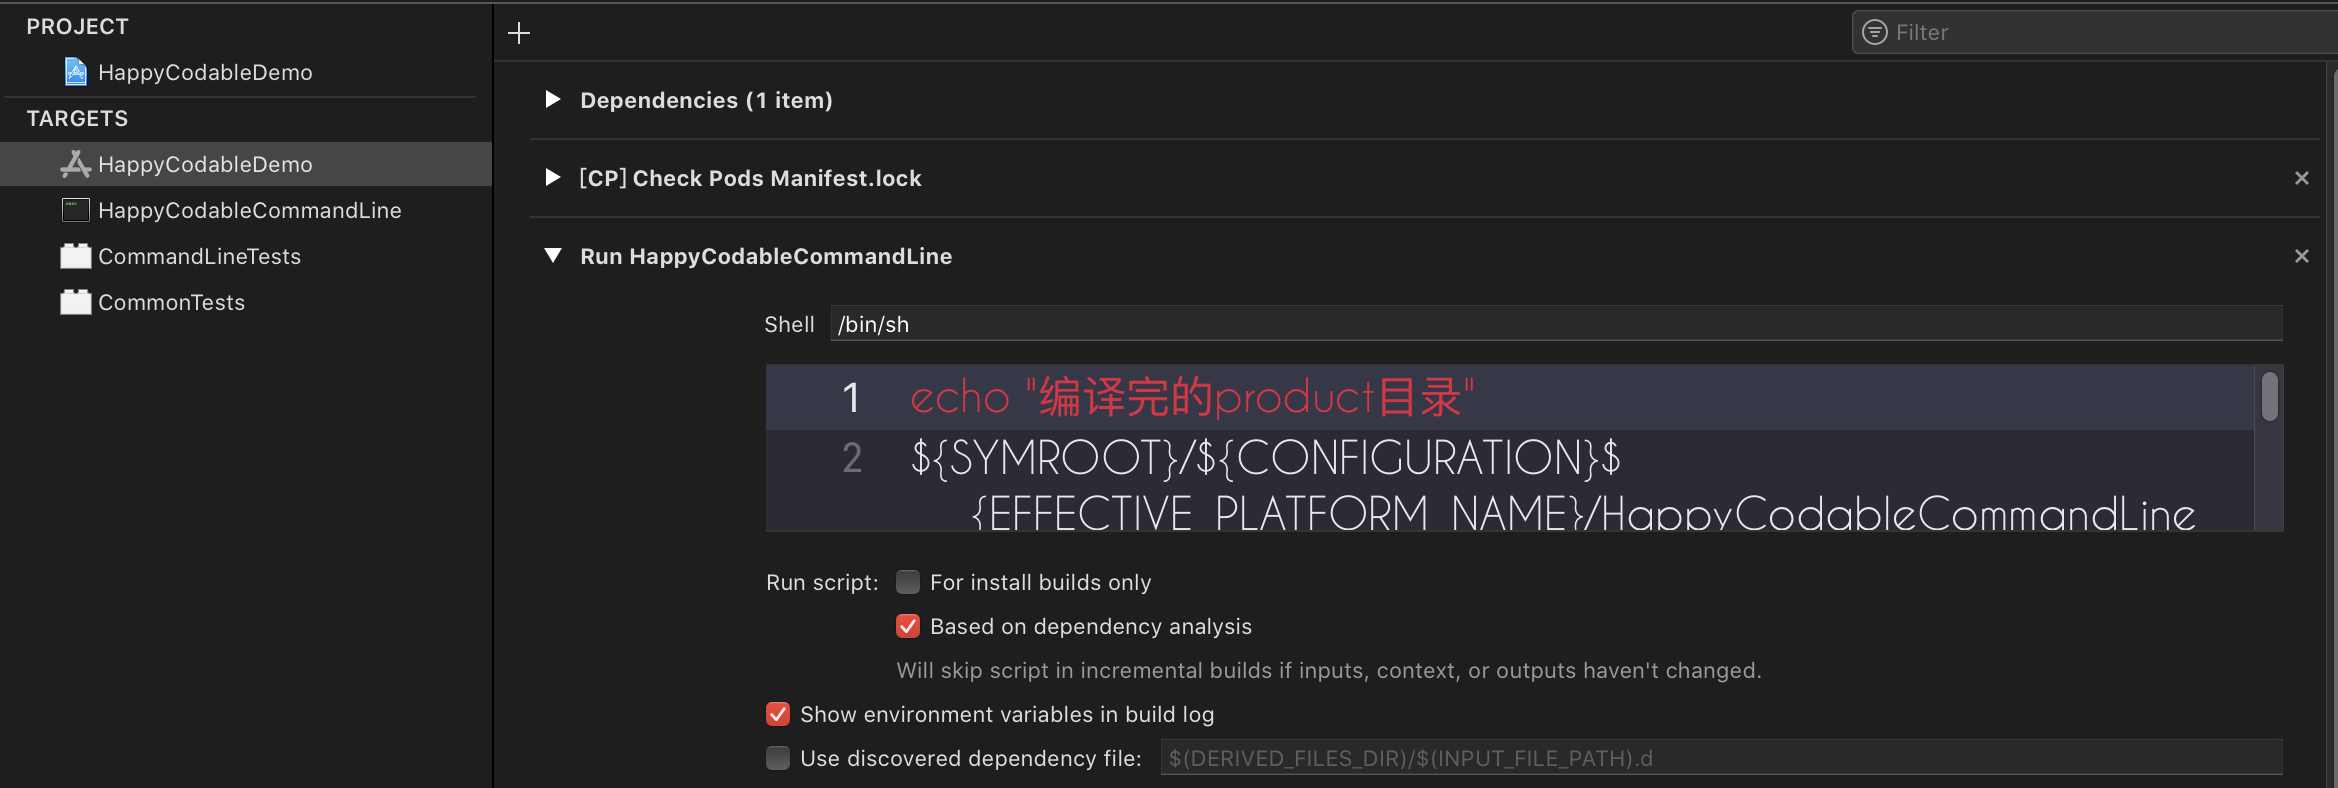 PROJECT
HappyCodableDemo
TARGETS
HappyCodableDemo
HappyCodableCommandLine
CommandLineTests
CommonTests
Filter
Dependencies (1 item)
[CP] Check Pods Manifest.lock
Run HappyCodableCommandLine
Shell /bin/sh
1 echo "编译完的product目录"
2 ${SYMROOT}/${CONFIGURATION}$
{EFFECTIVE_PLATFORM_NAME}/HappyCodableCommandLine
Run script: For install builds only
Based on dependency analysis
Will skip script in incremental builds if inputs, context, or outputs haven't changed.
Show environment variables in build log
Use discovered dependency file: $(DERIVED_FILES_DIR)/$(INPUT_FILE_PATH).d